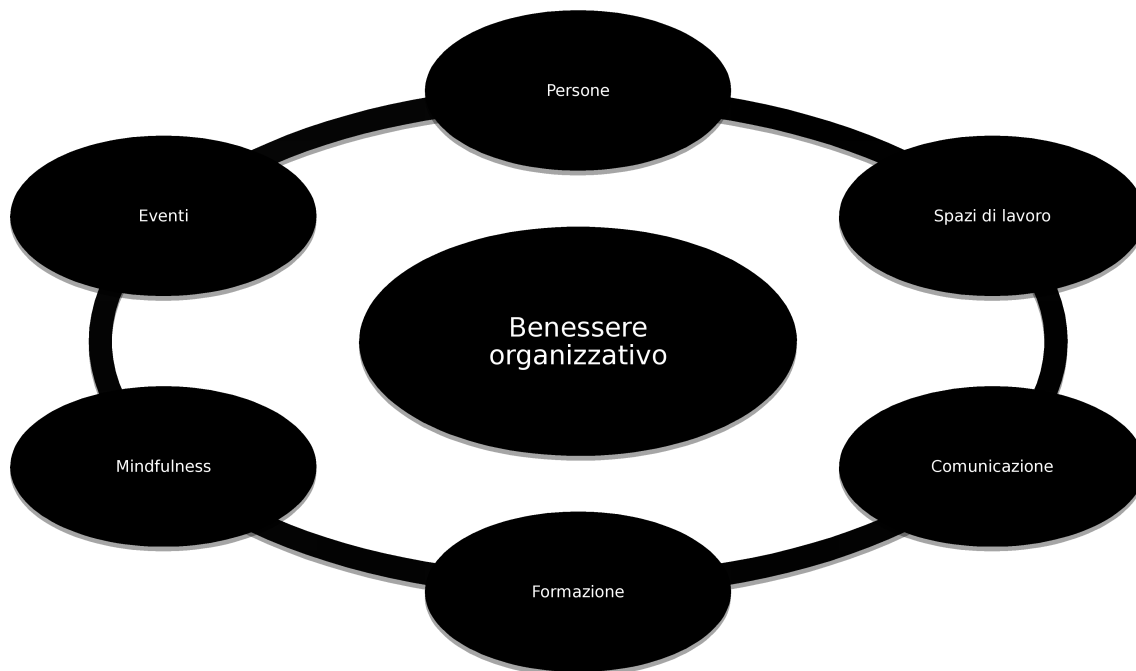 Persone
Eventi
Spazi di lavoro
Benessere
organizzativo
Mindfulness
Comunicazione
Formazione